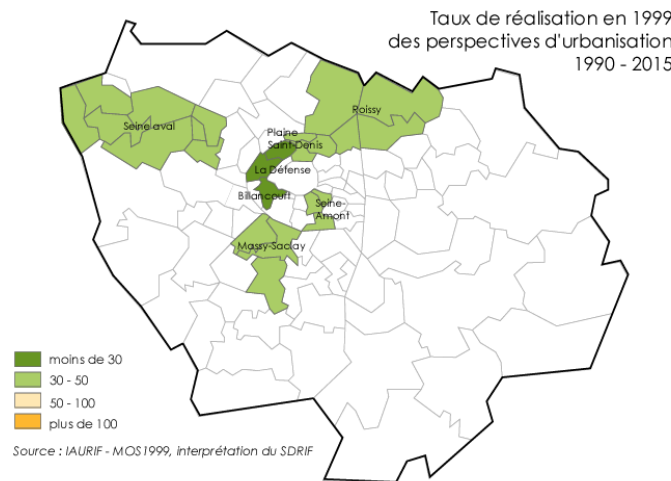 Taux de réalisation en 1999
des perspectives d'urbanisation
1990 - 2015
Roissy
Seine aval
Plaine
Saint-Denis
La Défense
Billancourt
Seine-
Amont
Massy-Saclay
moins de 30
30 - 50
50 - 100
plus de 100
Source : IAURIF - MOS1999, interprétation du SDRIF